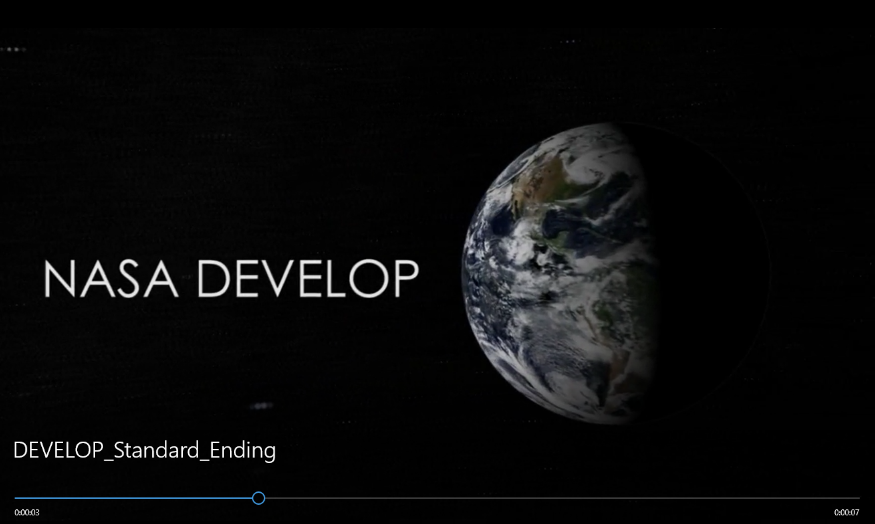 NASA DEVELOP
DEVELOP_Standard_Ending
0:00:03
0:00:07